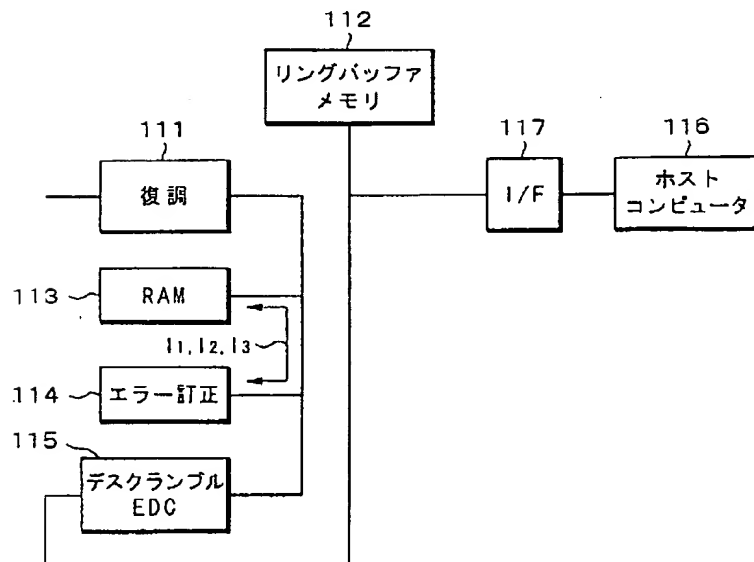 112
リングバッファ
メモリ
111
復調
117
I/F
116
ホスト
コンピュータ
113
RAM
I1, I2, I3
114
エラー訂正
115
デスクランブル
EDC